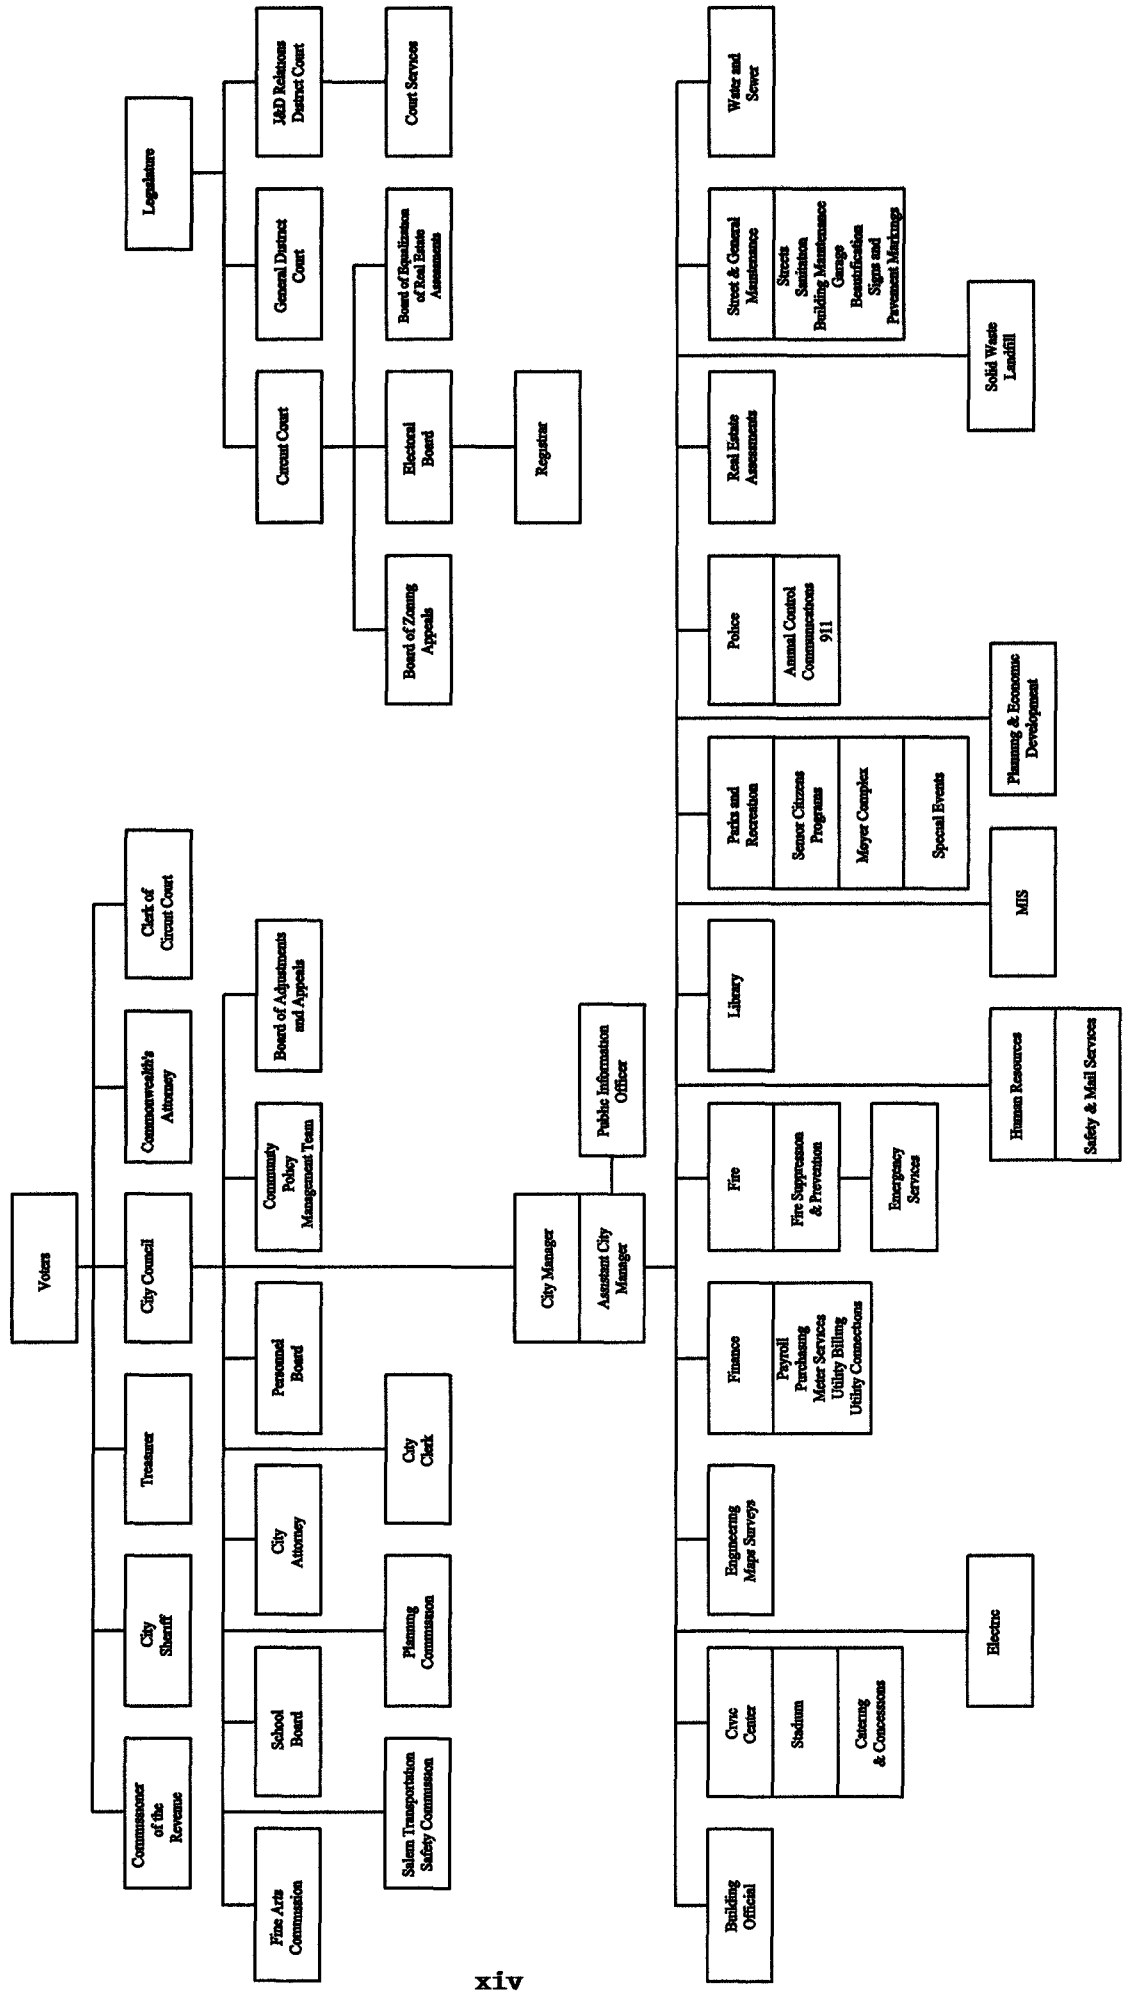 Voters
Commissioner
of the
Revenue
City
Sheriff
Treasurer
City Council
Commonwealth's
Attorney
Clerk of
Circuit Court
Fine Arts
Commission
School
Board
City
Attorney
Personnel
Board
Community
Policy
Management Team
Board of Adjustments
and Appeals
Salem Transportation
Safety Commission
Planning
Commission
City
Clerk
Legislature
Circuit Court
General District
Court
J&D Relations
District Court
Board of Zoning
Appeals
Electoral
Board
Board of Equalization
of Real Estate
Assessments
Court Services
Registrar
City Manager
Assistant City
Manager
Public Information
Officer
Building
Official
Civic
Center
Stadium
Catering
& Concessions
Electric
Engineering
Maps Surveys
Finance
Payroll
Purchasing
Meter Services
Utility Billing
Utility Connections
Fire
Fire Suppression
& Prevention
Emergency
Services
Human Resources
Safety & Mail Services
Library
MIS
Parks and
Recreation
Senior Citizens
Programs
Moyer Complex
Special Events
Planning & Economic
Development
Police
Animal Control
Communications
911
Real Estate
Assessments
Solid Waste
Landfill
Street & General
Maintenance
Streets
Sanitation
Building Maintenance
Garage
Beautification
Signs and
Pavement Markings
Water and
Sewer
xiv